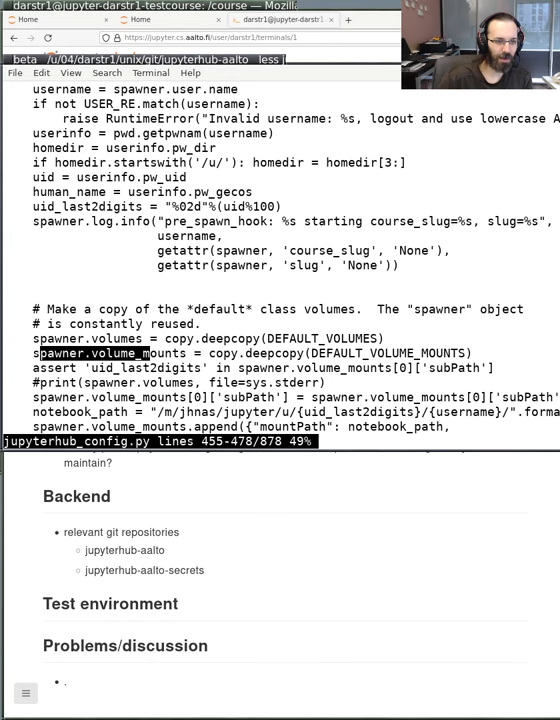 darstr1@jupyter-darstr1-testcourse: /course — Mozilla
Home
Home
darstr1@jupyter-darstr1-
https://jupyter.cs.aalto.fi/user/darstr1/terminals/1
beta /u/04/darstr1/unix/git/jupyterhub-aalto less j
File Edit View Search Terminal Help
username = spawner.user.name
if not USER_RE.match(username):
raise RuntimeError("Invalid username: %s, logout and use lowercase A
userinfo = pwd.getpwnam(username)
homedir = userinfo.pw_dir
if homedir.startswith('/u/'): homedir = homedir[3:]
uid = userinfo.pw_uid
human_name = userinfo.pw_gecos
uid_last2digits = "%02d"%(uid%100)
spawner.log.info("pre_spawn_hook: %s starting course_slug=%s, slug=%s",
username,
getattr(spawner, 'course_slug', 'None'),
getattr(spawner, 'slug', 'None'))
# Make a copy of the *default* class volumes. The "spawner" object
# is constantly reused.
spawner.volumes = copy.deepcopy(DEFAULT_VOLUMES)
spawner.volume_mounts = copy.deepcopy(DEFAULT_VOLUME_MOUNTS)
assert 'uid_last2digits' in spawner.volume_mounts[0]['subPath']
#print(spawner.volumes, file=sys.stderr)
spawner.volume_mounts[0]['subPath'] = spawner.volume_mounts[0]['subPath'
notebook_path = "/m/jhnas/jupyter/u/{uid_last2digits}/{username}/".forma
spawner.volume_mounts.append({"mountPath": notebook_path,
jupyterhub_config.py lines 455-478/878 49%
maintain?
Backend
• relevant git repositories
◦ jupyterhub-aalto
◦ jupyterhub-aalto-secrets
Test environment
Problems/discussion
• .